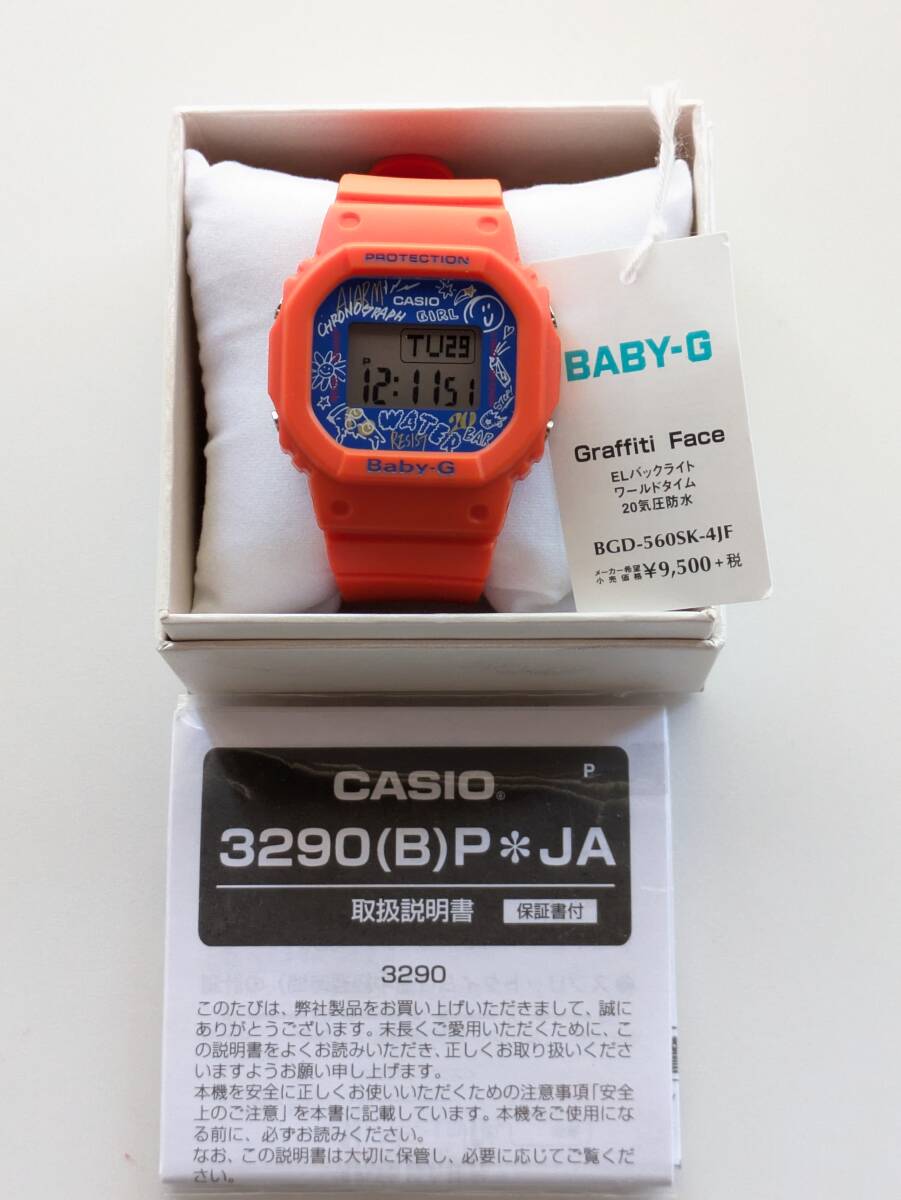 PROTECTION
ALARM
CASIO
CHRONOGRAPH
GIRL
TU29
P
12:1151
WATER
20
BAR
RESIST
Baby-G
BABY-G
Graffiti Face
ELバックライト
ワールドタイム
20気圧防水
BGD-560SK-4JF
メーカー希望
小売価格 ¥9,500+税
CASIO®
P
3290(B)P*JA
取扱説明書 保証書付
3290
このたびは、弊社製品をお買い上げいただきまして、誠に
ありがとうございます。末長くご愛用いただくために、こ
の説明書をよくお読みいただき、正しくお取り扱いくださ
いますようお願い申し上げます。
本機を安全に正しくお使いいただくための注意事項「安全
上のご注意」を本書に記載しています。本機をご使用にな
る前に、必ずお読みください。
なお、この説明書は大切に保管し、必要に応じてご覧くだ
さい。